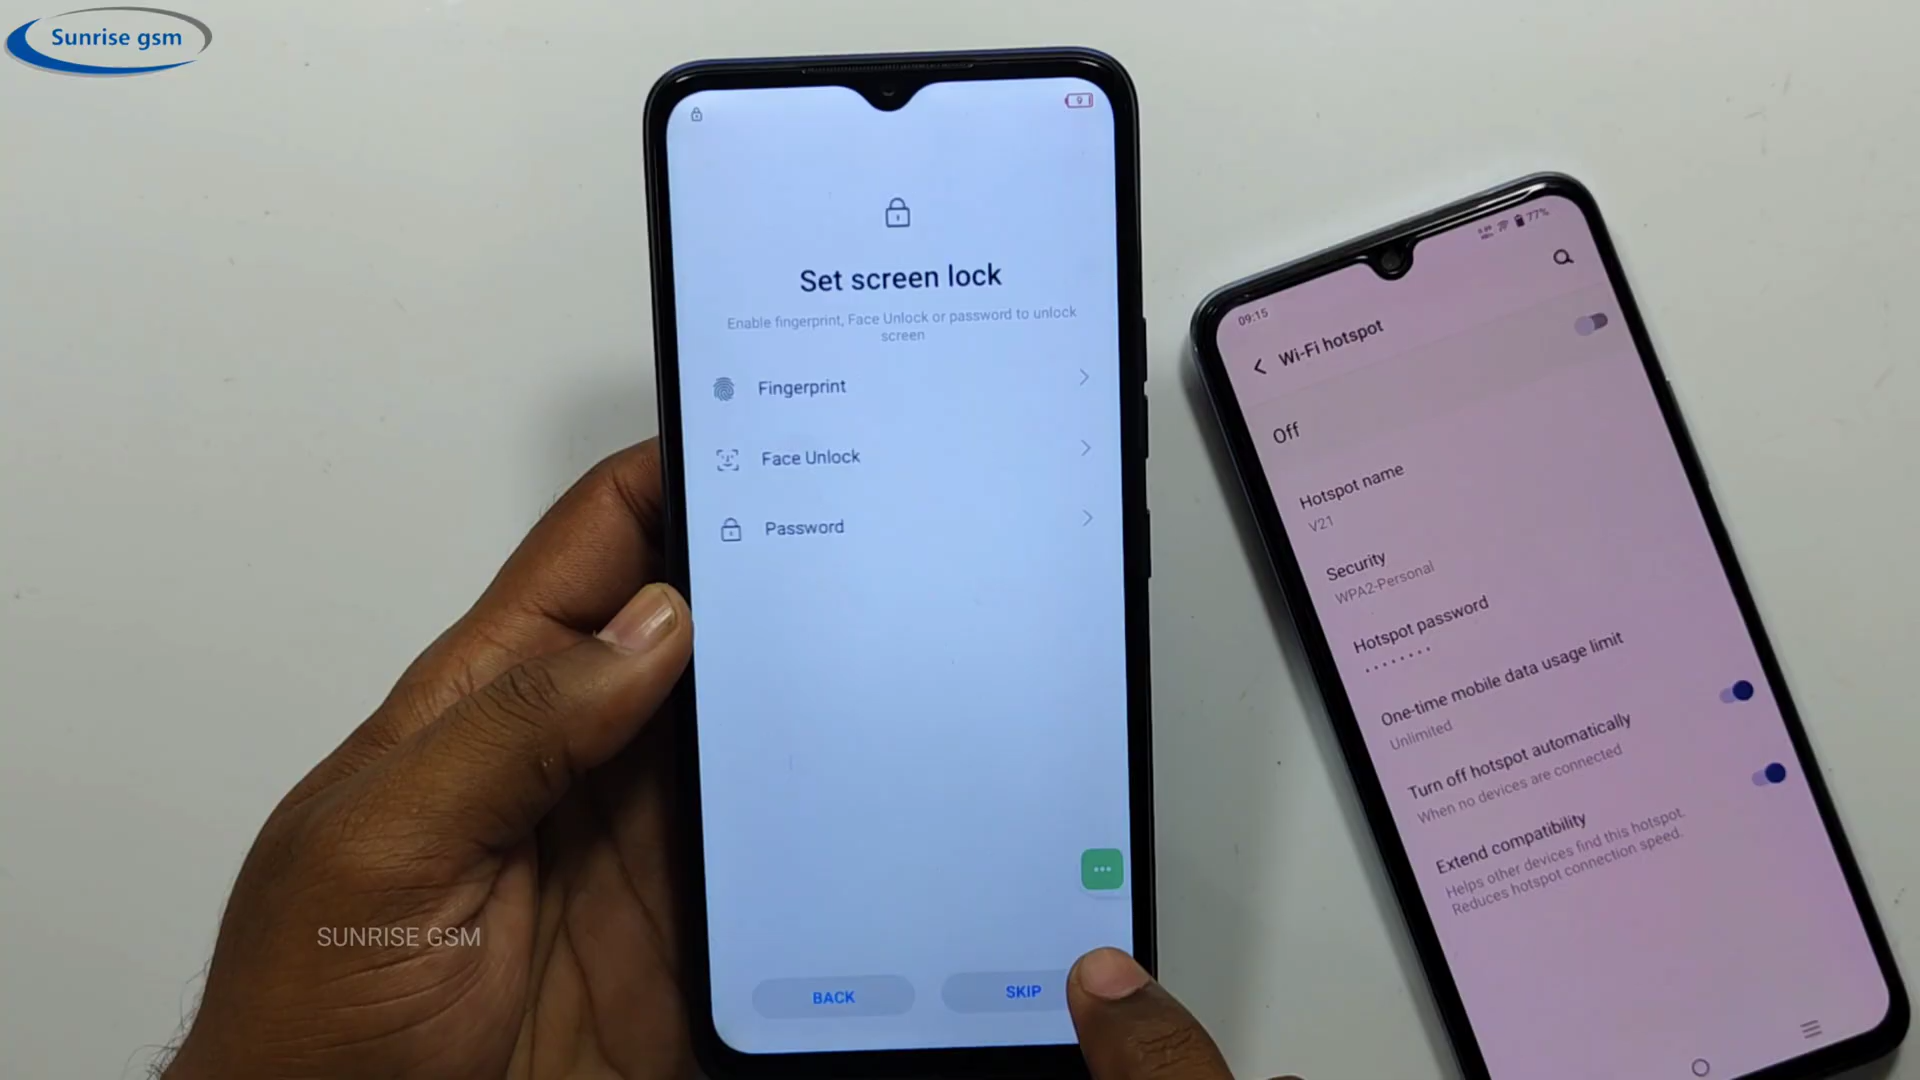 Sunrise gsm
9
Set screen lock
Enable fingerprint, Face Unlock or password to unlock
screen
Fingerprint
Face Unlock
Password
BACK
SKIP
SUNRISE GSM
09:15
77%
Wi-Fi hotspot
Off
Hotspot name
V21
Security
WPA2-Personal
Hotspot password
One-time mobile data usage limit
Unlimited
Turn off hotspot automatically
When no devices are connected
Extend compatibility
Helps other devices find this hotspot.
Reduces hotspot connection speed.